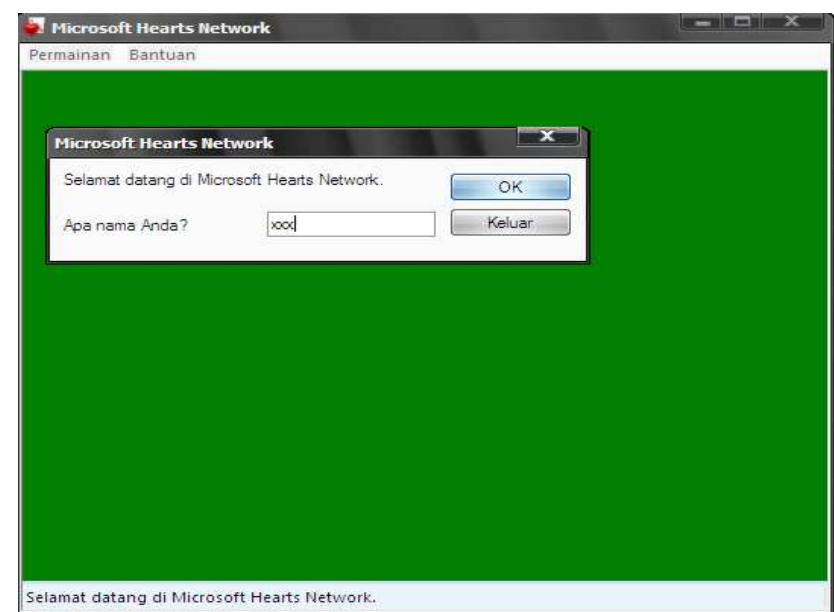 Microsoft Hearts Network
Permainan Bantuan
Microsoft Hearts Network
Selamat datang di Microsoft Hearts Network.
OK
Apa nama Anda? xxx
Keluar
Selamat datang di Microsoft Hearts Network.